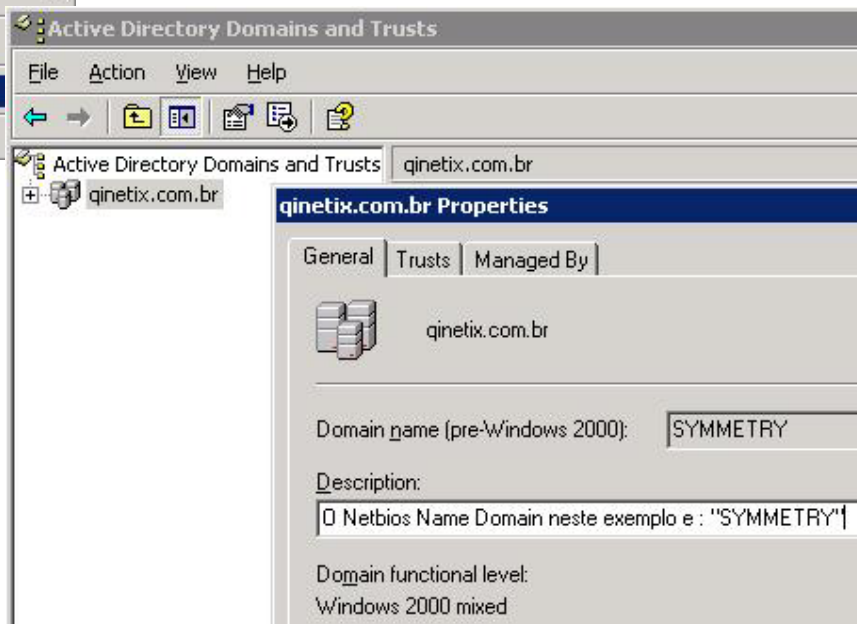 Active Directory Domains and Trusts
File Action View Help
Active Directory Domains and Trusts
qinetix.com.br
qinetix.com.br
qinetix.com.br Properties
General Trusts Managed By
qinetix.com.br
Domain name (pre-Windows 2000): SYMMETRY
Description:
O Netbios Name Domain neste exemplo e : "SYMMETRY"
Domain functional level:
Windows 2000 mixed